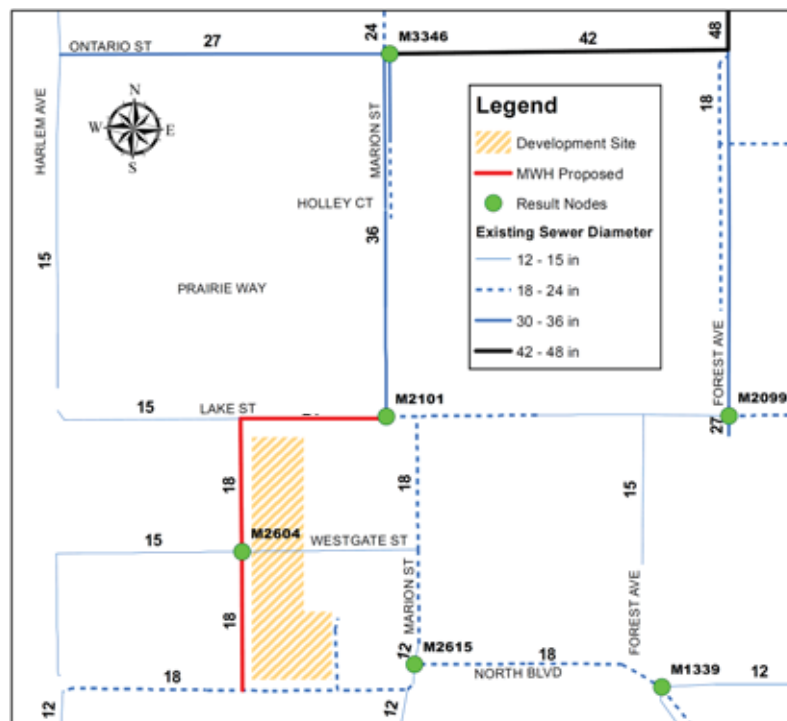 24
48
M3346
ONTARIO ST
27
42
HARLEM AVE
N
W
E
S
MARION ST
18
Legend
Development Site
MWH Proposed
Result Nodes
Existing Sewer Diameter
12 - 15 in
18 - 24 in
30 - 36 in
42 - 48 in
HOLLEY CT
36
15
PRAIRIE WAY
FOREST AVE
M2101
M2099
15
LAKE ST
27
18
18
15
M2604
15
WESTGATE ST
MARION ST
FOREST AVE
18
12
M2615
18
NORTH BLVD
M1339
12
18
12
12